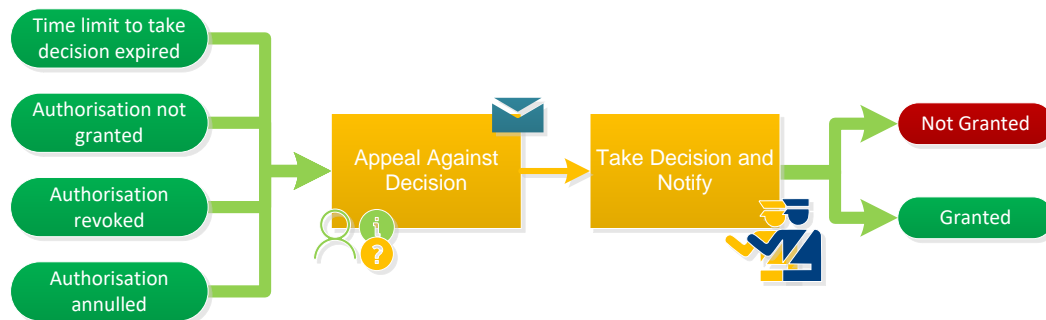 Time limit to take
decision expired
Authorisation not
granted
Authorisation
revoked
Authorisation
annulled
Appeal Against
Decision
i
?
Take Decision and
Notify
Not Granted
Granted